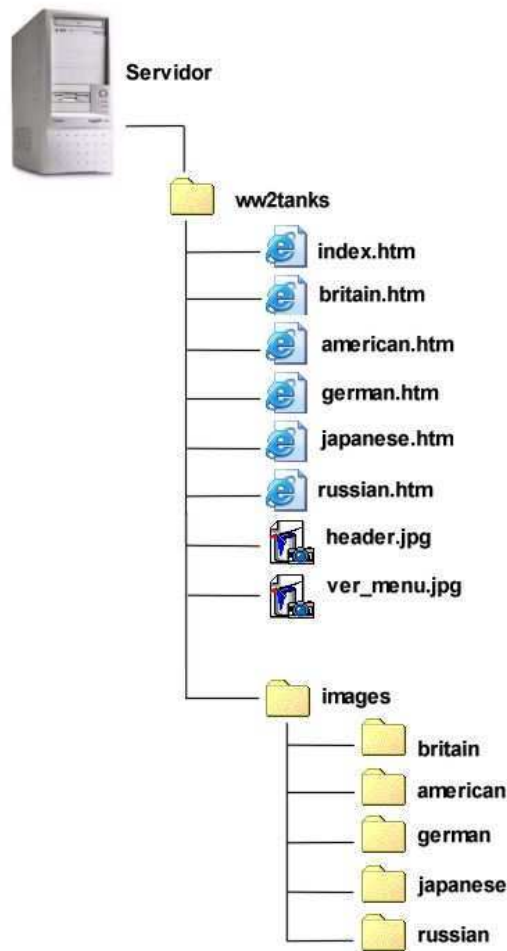 Servidor
ww2tanks
index.htm
britain.htm
american.htm
german.htm
japanese.htm
russian.htm
header.jpg
ver_menu.jpg
images
britain
american
german
japanese
russian